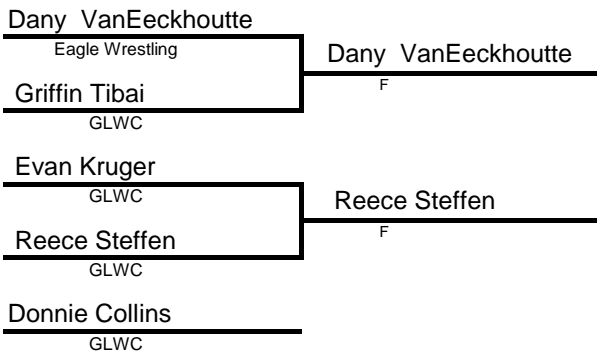 Dany VanEeckhoutte
Eagle Wrestling
Dany VanEeckhoutte
F
Griffin Tibai
GLWC
Evan Kruger
GLWC
Reece Steffen
F
Reece Steffen
GLWC
Donnie Collins
GLWC